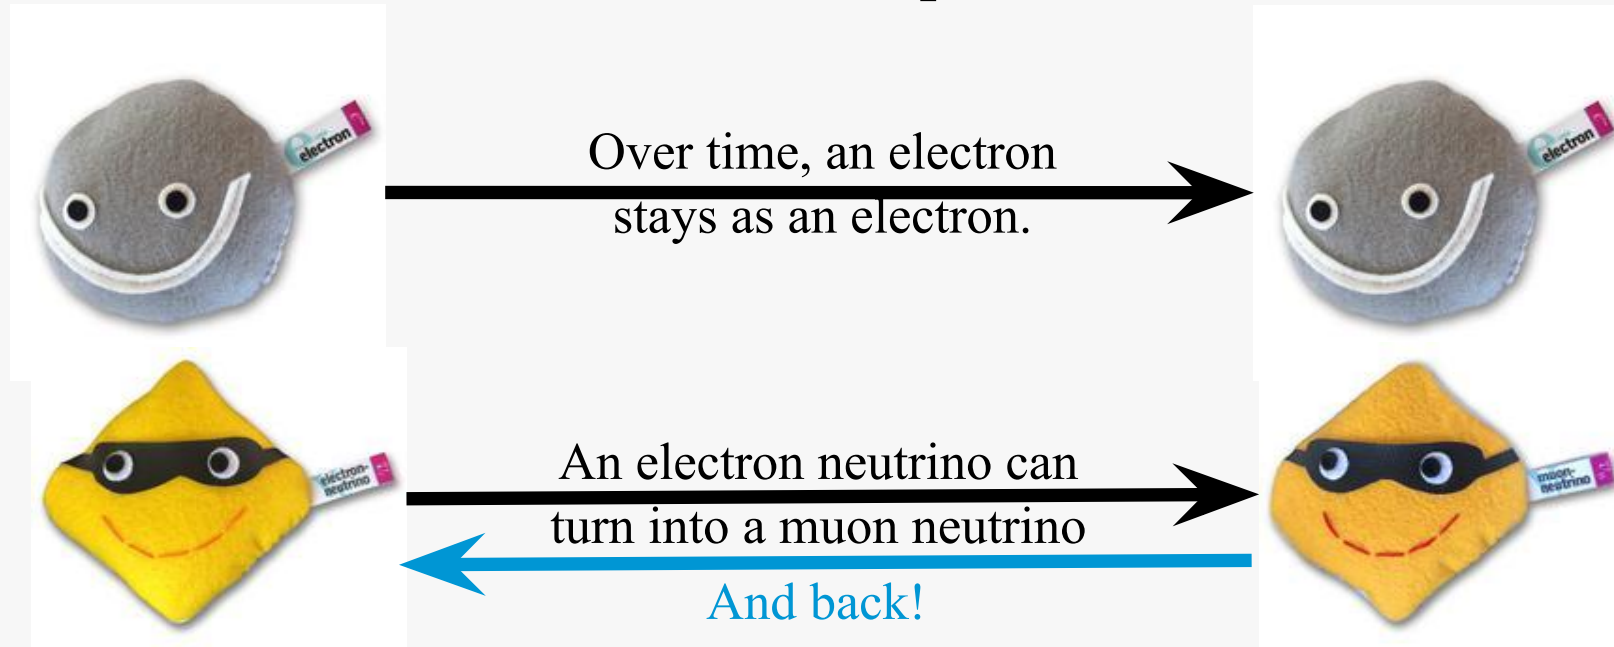 electron
Over time, an electron
stays as an electron.
electron
electron-
neutrino
An electron neutrino can
turn into a muon neutrino
And back!
muon-
neutrino